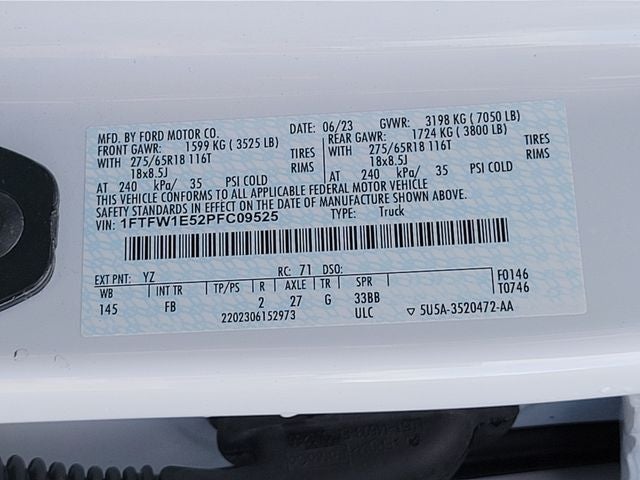 MFD. BY FORD MOTOR CO. DATE: 06/23 GVWR: 3198 KG ( 7050 LB)
FRONT GAWR: 1599 KG ( 3525 LB) REAR GAWR: 1724 KG ( 3800 LB)
WITH 275/65R18 116T TIRES WITH 275/65R18 116T TIRES
18x8.5J RIMS 18x8.5J RIMS
AT 240 kPa/ 35 PSI COLD AT 240 kPa/ 35 PSI COLD
THIS VEHICLE CONFORMS TO ALL APPLICABLE FEDERAL MOTOR VEHICLE
SAFETY STANDARDS IN EFFECT ON THE DATE OF MANUFACTURE SHOWN ABOVE.
VIN: 1FTFW1E52PFC09525 TYPE: Truck
EXT PNT: YZ RC: 71 DSO: F0146
WB INT TR R AXLE TR SPR T0746
145 FB 2 27 G 33BB
2202306152973 ULC ▽ 5U5A-3520472-AA